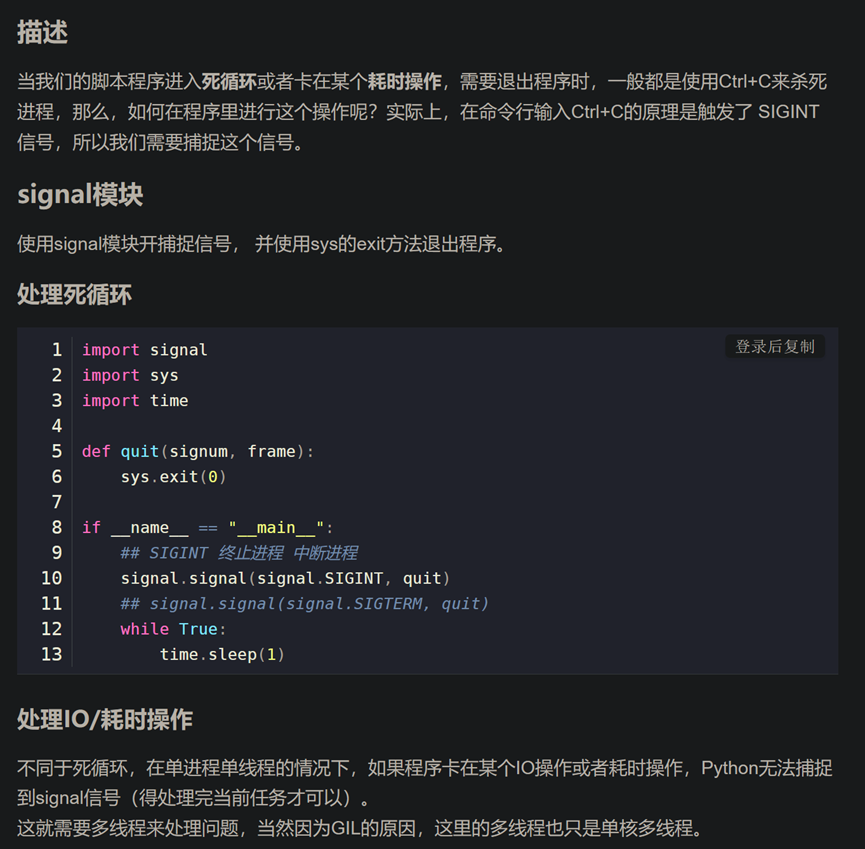 描述
当我们的脚本程序进入死循环或者卡在某个耗时操作，需要退出程序时，一般都是使用Ctrl+C来杀死
进程，那么，如何在程序里进行这个操作呢？实际上，在命令行输入Ctrl+C的原理是触发了 SIGINT
信号，所以我们需要捕捉这个信号。
signal模块
使用signal模块开捕捉信号， 并使用sys的exit方法退出程序。
处理死循环
登录后复制
1 import signal
2 import sys
3 import time
4
5 def quit(signum, frame):
6     sys.exit(0)
7
8 if __name__ == "__main__":
9     ## SIGINT 终止进程 中断进程
10     signal.signal(signal.SIGINT, quit)
11     ## signal.signal(signal.SIGTERM, quit)
12     while True:
13         time.sleep(1)
处理IO/耗时操作
不同于死循环，在单进程单线程的情况下，如果程序卡在某个IO操作或者耗时操作，Python无法捕捉
到signal信号（得处理完当前任务才可以）。
这就需要多线程来处理问题，当然因为GIL的原因，这里的多线程也只是单核多线程。